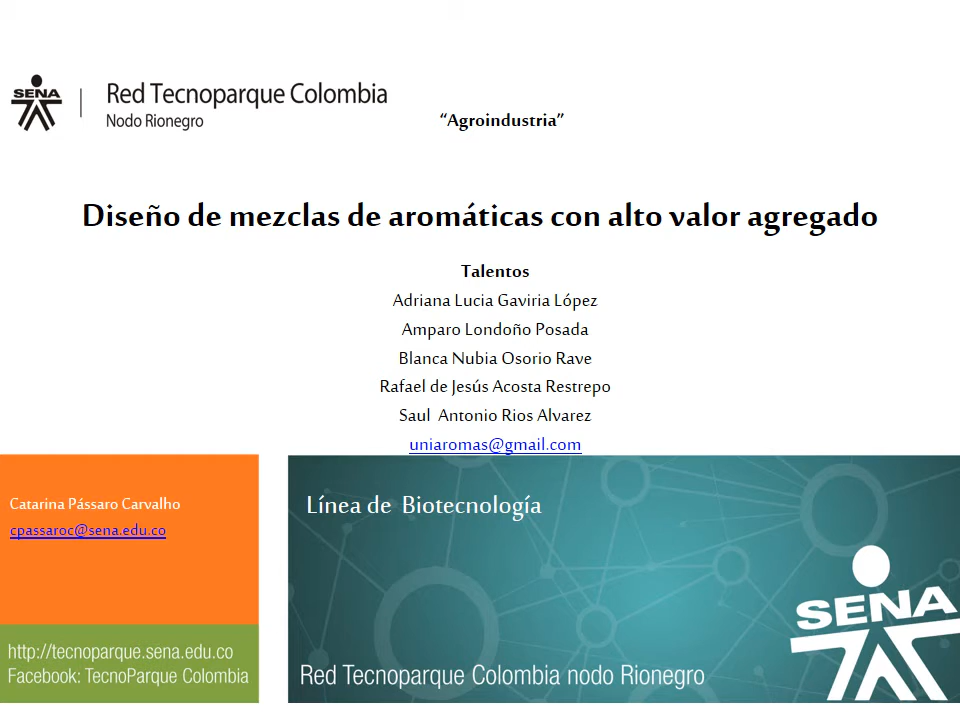 SENA
Red Tecnoparque Colombia
Nodo Rionegro
“Agroindustria”
Diseño de mezclas de aromáticas con alto valor agregado
Talentos
Adriana Lucia Gaviria López
Amparo Londoño Posada
Blanca Nubia Osorio Rave
Rafael de Jesús Acosta Restrepo
Saul Antonio Rios Alvarez
uniaromas@gmail.com
Catarina Pássaro Carvalho
cpassaroc@sena.edu.co
http://tecnoparque.sena.edu.co
Facebook: TecnoParque Colombia
Línea de Biotecnología
SENA
Red Tecnoparque Colombia nodo Rionegro